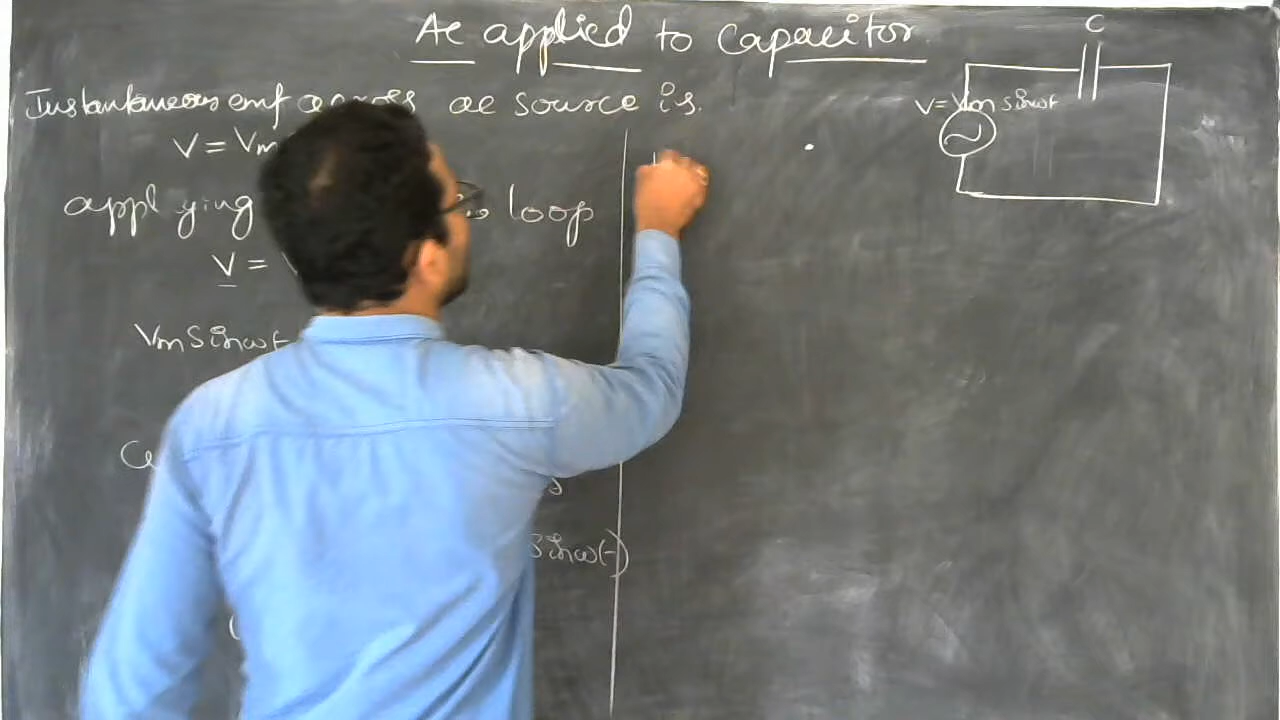 Ac applied to capacitor
C
Instantaneous emf across ac source is.
V = Vm sinωt
V = Vm
applying loop
V =
Vm sinωt
sinω(-)